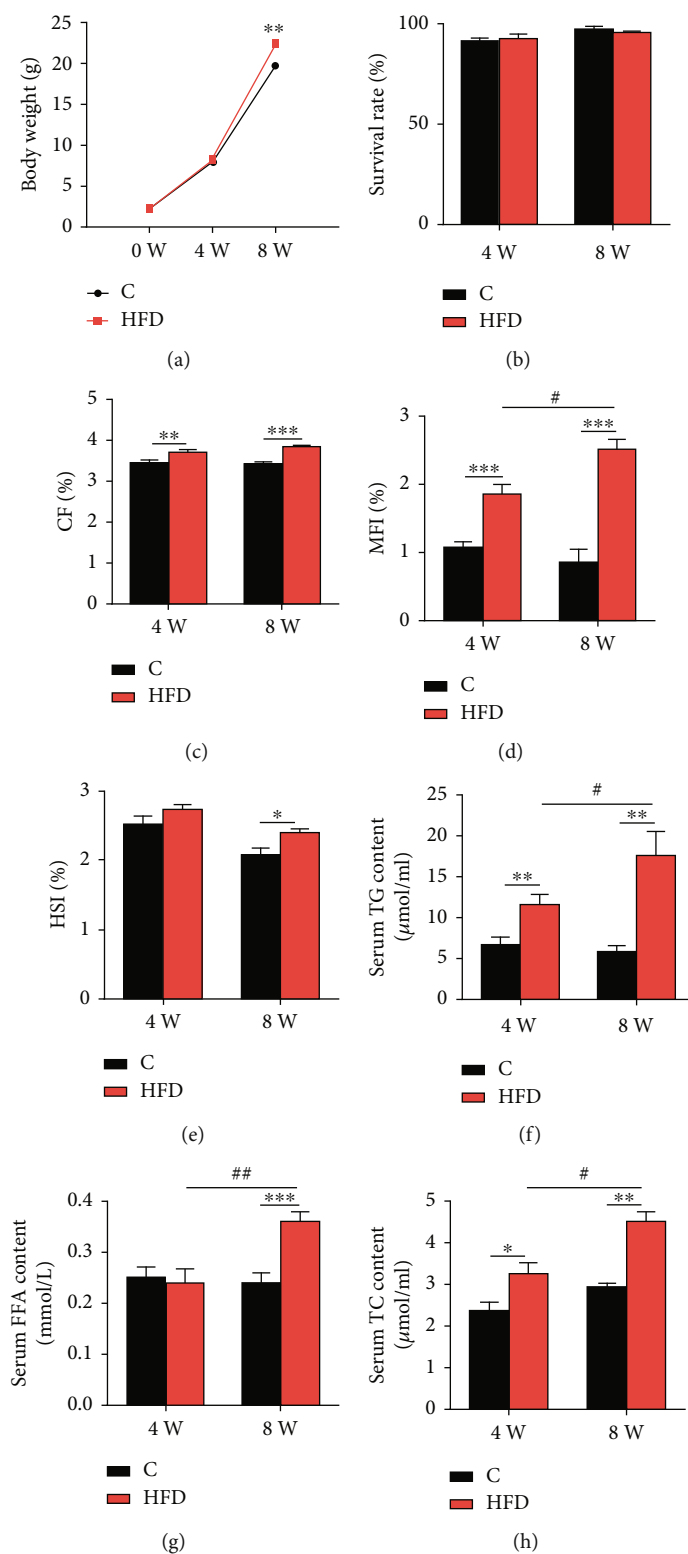 Body weight (g)
25
20
15
10
5
0
**
0 W 4 W 8 W
C
HFD
(a)
Survival rate (%)
100
50
0
4 W 8 W
C
HFD
(b)
CF (%)
5
4
3
2
1
0
** ***
4 W 8 W
C
HFD
(c)
MFI (%)
3
2
1
0
#
*** ***
4 W 8 W
C
HFD
(d)
HSI (%)
3
2
1
0
*
4 W 8 W
C
HFD
(e)
Serum TG content
(μmol/ml)
25
20
15
10
5
0
#
** **
4 W 8 W
C
HFD
(f)
Serum FFA content
(mmol/L)
0.4
0.3
0.2
0.1
0.0
##
***
4 W 8 W
C
HFD
(g)
Serum TC content
(μmol/ml)
5
4
3
2
1
0
#
* **
4 W 8 W
C
HFD
(h)